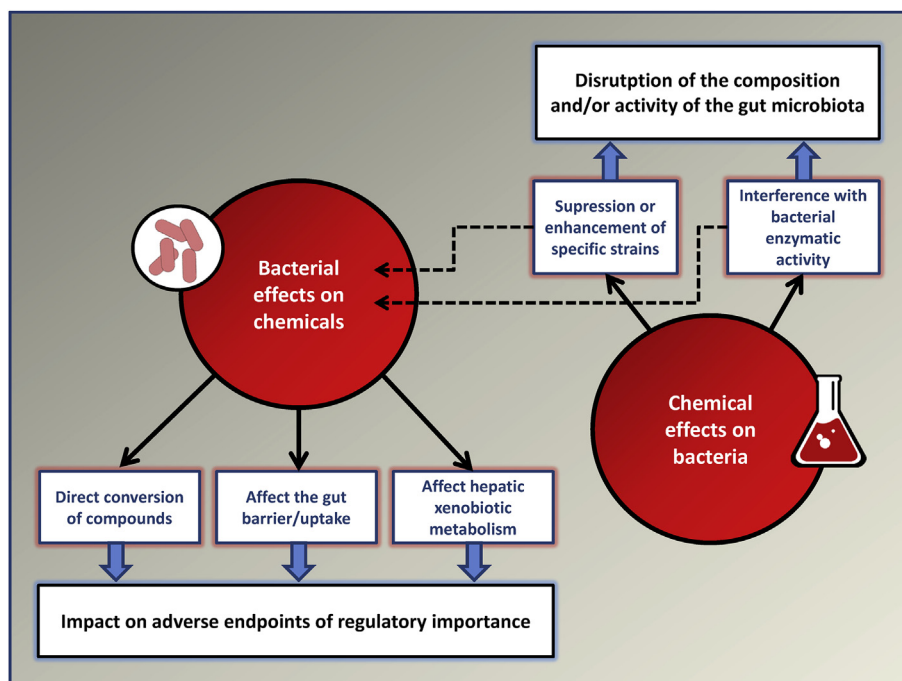 Disrutption of the composition
and/or activity of the gut microbiota
Supression or
enhancement of
specific strains
Interference with
bacterial
enzymatic
activity
Bacterial
effects on
chemicals
Chemical
effects on
bacteria
Direct conversion
of compounds
Affect the gut
barrier/uptake
Affect hepatic
xenobiotic
metabolism
Impact on adverse endpoints of regulatory importance